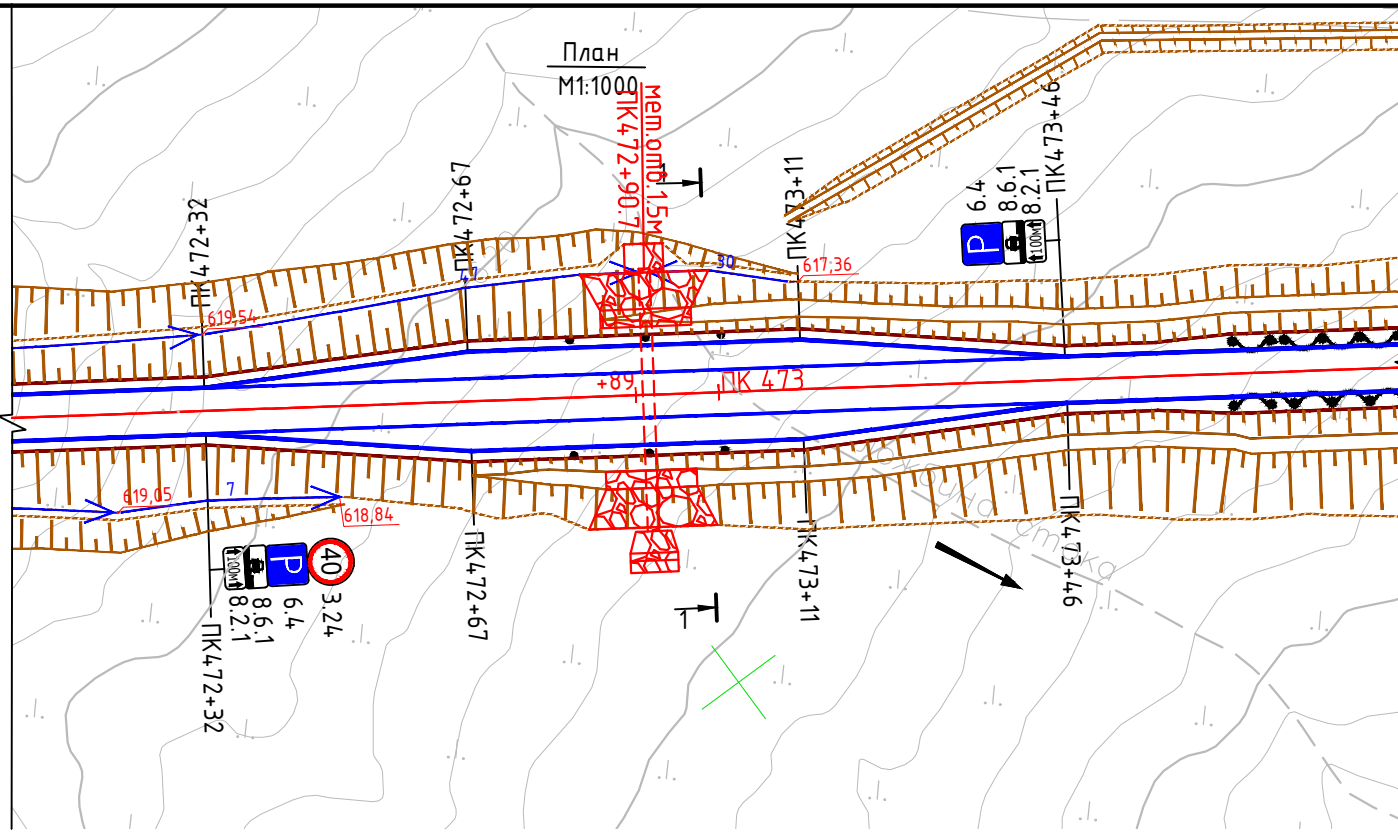 План
М1:1000
мет.отв.1,5м
ПК472+90.7
1
ПК472+32
ПК472+67
ПК473+11
ПК473+46
6.4
8.6.1
8.2.1
P
100м
47
30
617,36
619,54
+89
ПК 473
619,05
7
618,84
ложбина стока
100м
P
40
8.2.1
8.6.1
6.4
3.24
ПК472+32
ПК472+67
ПК473+11
ПК473+46
1